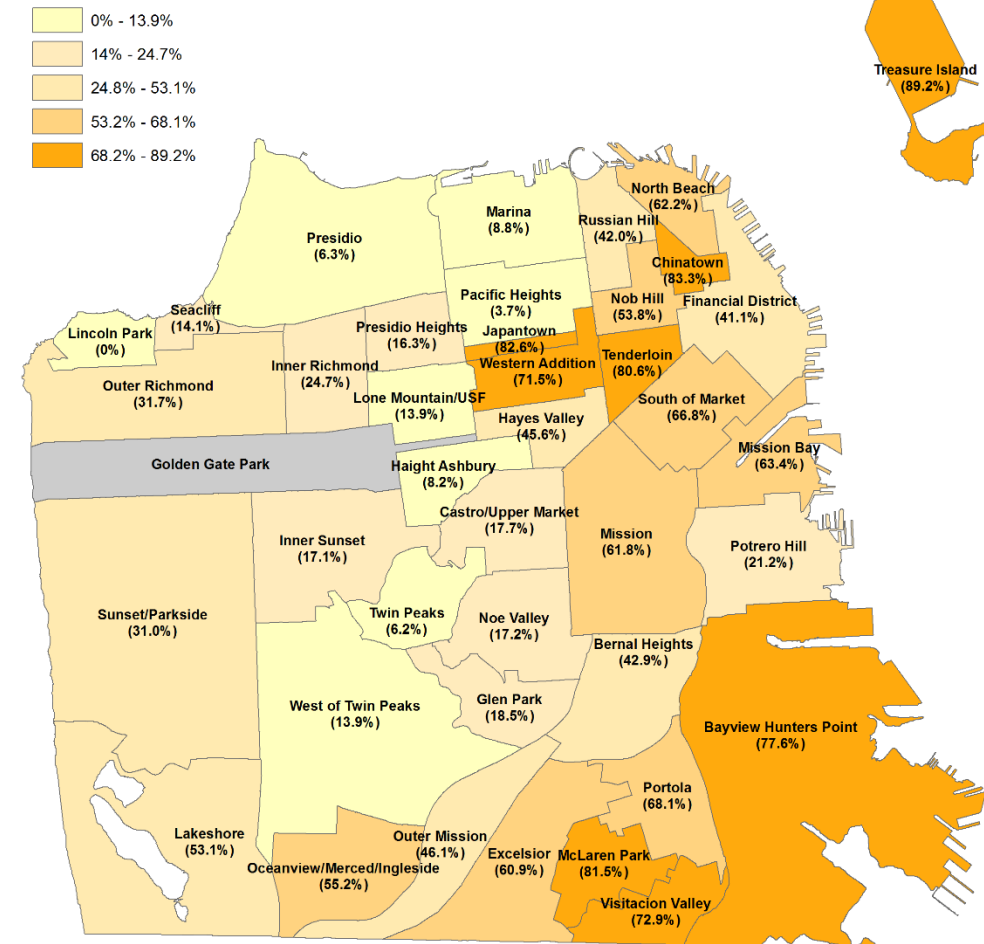 0% - 13.9%
14% - 24.7%
24.8% - 53.1%
53.2% - 68.1%
68.2% - 89.2%
Treasure Island
(89.2%)
North Beach
(62.2%)
Marina
(8.8%)
Russian Hill
(42.0%)
Presidio
(6.3%)
Chinatown
(83.3%)
Pacific Heights
(3.7%)
Nob Hill
(53.8%)
Financial District
(41.1%)
Seacliff
(14.1%)
Lincoln Park
(0%)
Presidio Heights
(16.3%)
Japantown
(82.6%)
Inner Richmond
(24.7%)
Western Addition
(71.5%)
Tenderloin
(80.6%)
Outer Richmond
(31.7%)
Lone Mountain/USF
(13.9%)
South of Market
(66.8%)
Hayes Valley
(45.6%)
Mission Bay
(63.4%)
Golden Gate Park
Haight Ashbury
(8.2%)
Castro/Upper Market
(17.7%)
Inner Sunset
(17.1%)
Mission
(61.8%)
Potrero Hill
(21.2%)
Sunset/Parkside
(31.0%)
Twin Peaks
(6.2%)
Noe Valley
(17.2%)
Bernal Heights
(42.9%)
Glen Park
(18.5%)
West of Twin Peaks
(13.9%)
Bayview Hunters Point
(77.6%)
Portola
(68.1%)
Lakeshore
(53.1%)
Outer Mission
(46.1%)
Oceanview/Merced/Ingleside
(55.2%)
Excelsior
(60.9%)
McLaren Park
(81.5%)
Visitacion Valley
(72.9%)